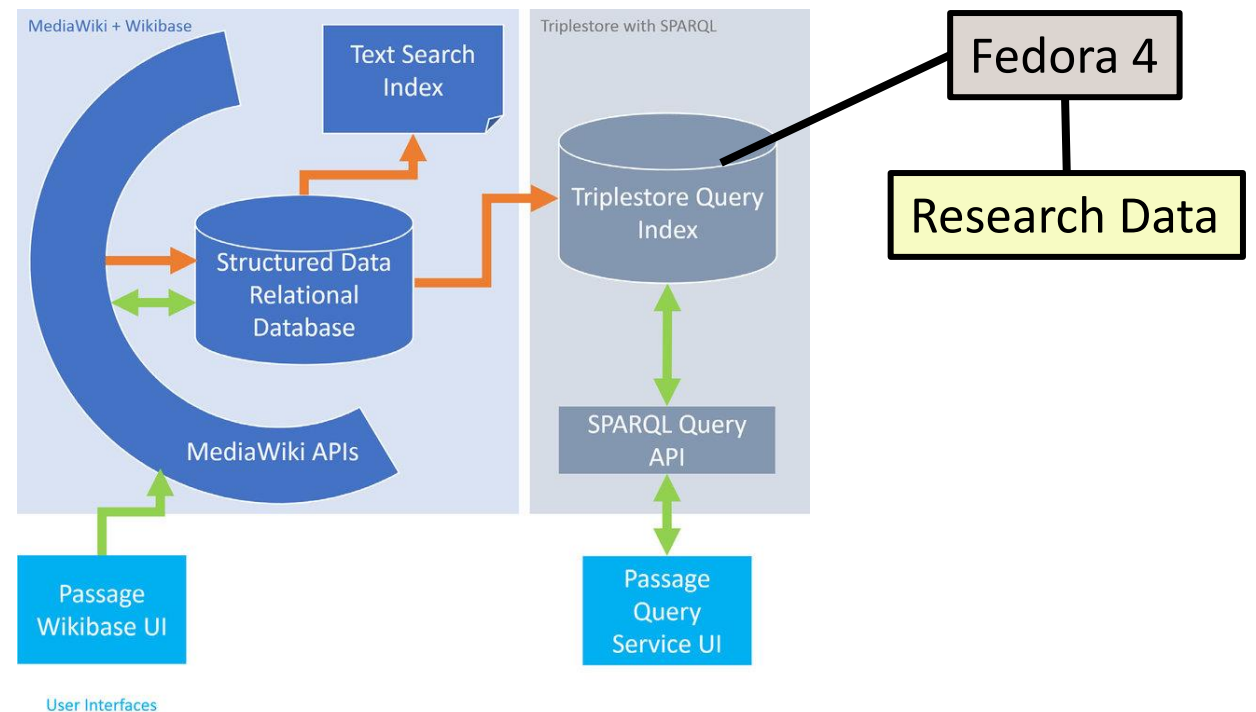 MediaWiki + Wikibase
Text Search
Index
Structured Data
Relational
Database
MediaWiki APIs
Triplestore with SPARQL
Triplestore Query
Index
SPARQL Query
API
Fedora 4
Research Data
Passage
Wikibase UI
Passage
Query
Service UI
User Interfaces